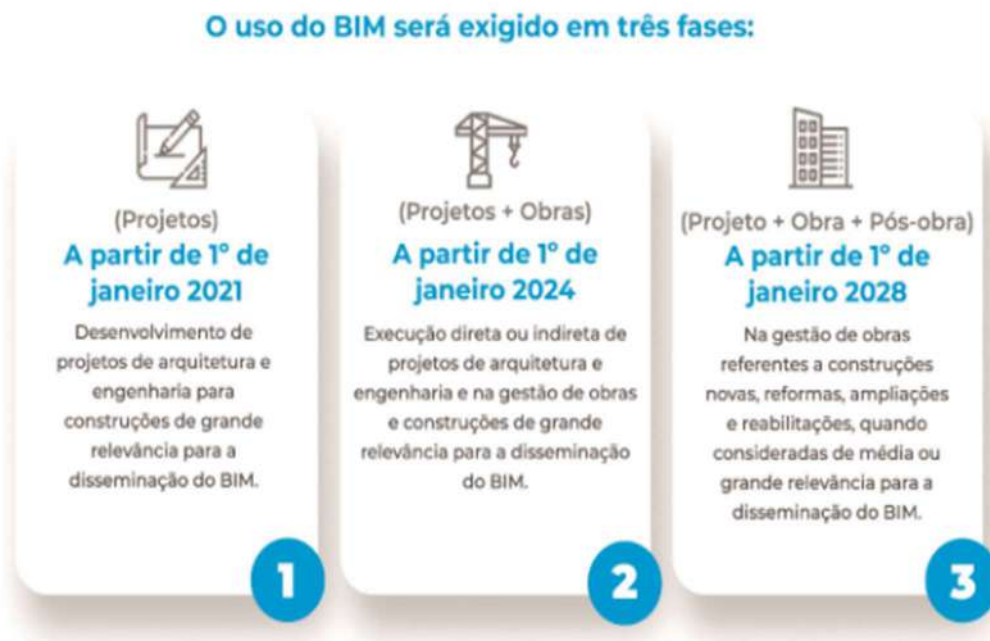 O uso do BIM será exigido em três fases:
(Projetos)
A partir de 1º de
janeiro 2021
Desenvolvimento de
projetos de arquitetura e
engenharia para
construções de grande
relevância para a
disseminação do BIM.
1
(Projetos + Obras)
A partir de 1º de
janeiro 2024
Execução direta ou indireta de
projetos de arquitetura e
engenharia e na gestão de obras
e construções de grande
relevância para a disseminação
do BIM.
2
(Projeto + Obra + Pós-obra)
A partir de 1º de
janeiro 2028
Na gestão de obras
referentes a construções
novas, reformas, ampliações
e reabilitações, quando
consideradas de média ou
grande relevância para a
disseminação do BIM.
3